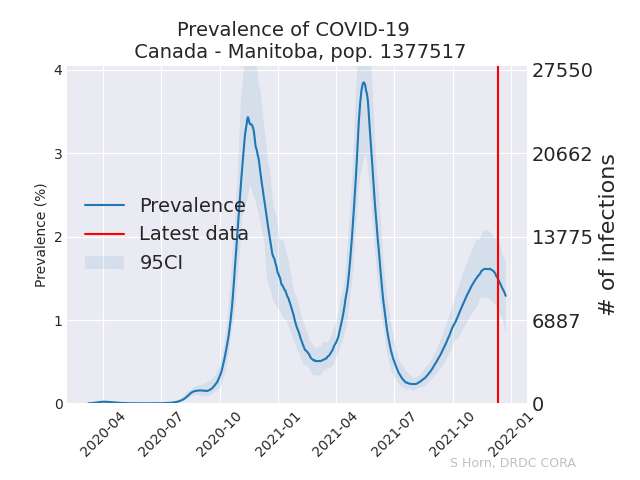 Prevalence of COVID-19
Canada - Manitoba, pop. 1377517
4
3
2
1
0
Prevalence (%)
27550
20662
13775
6887
0
# of infections
Prevalence
Latest data
95CI
2020-04
2020-07
2020-10
2021-01
2021-04
2021-07
2021-10
2022-01
S Horn, DRDC CORA